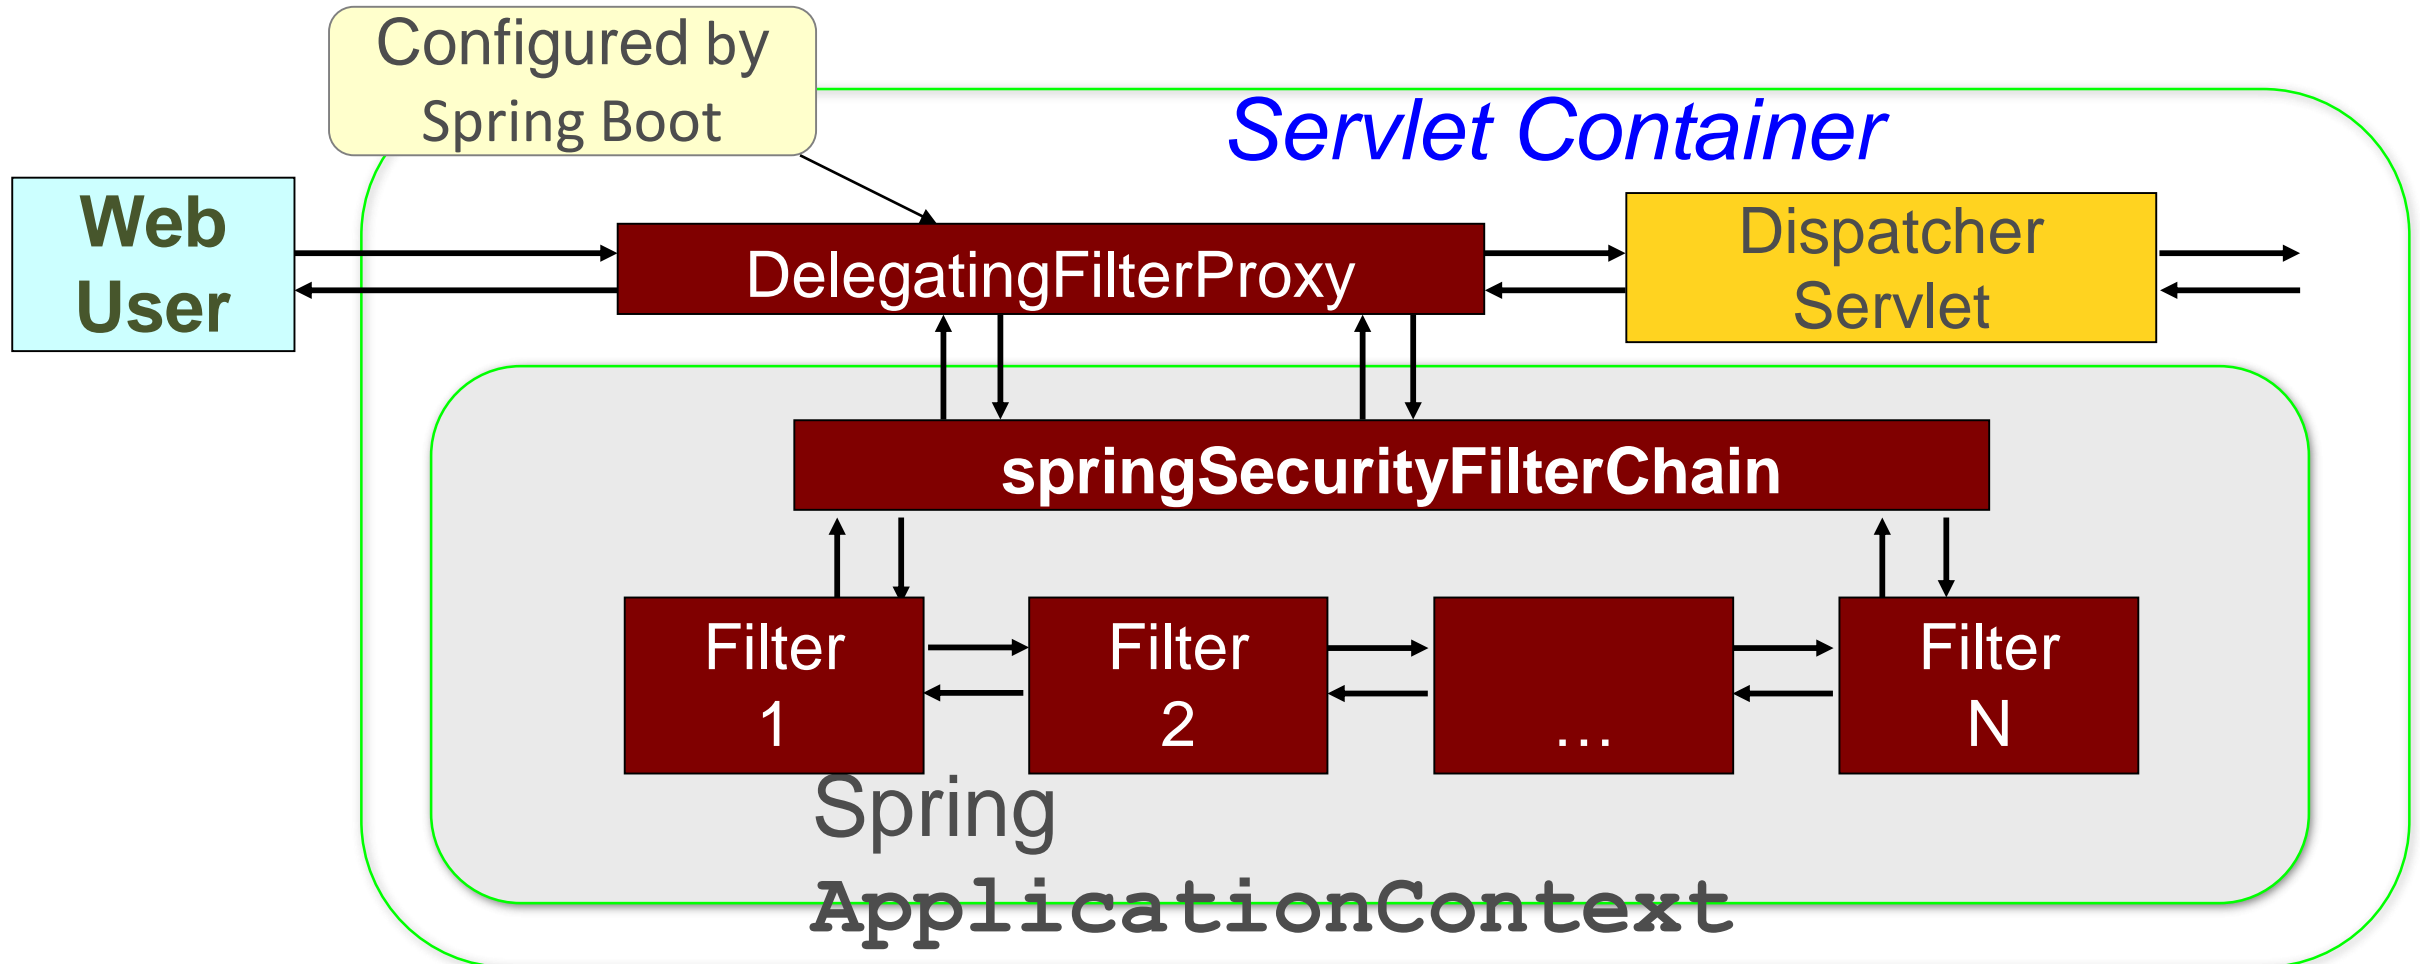 Configured by
Spring Boot
Servlet Container
Web
User
DelegatingFilterProxy
Dispatcher
Servlet
springSecurityFilterChain
Filter
1
Filter
2
...
Filter
N
Spring
ApplicationContext